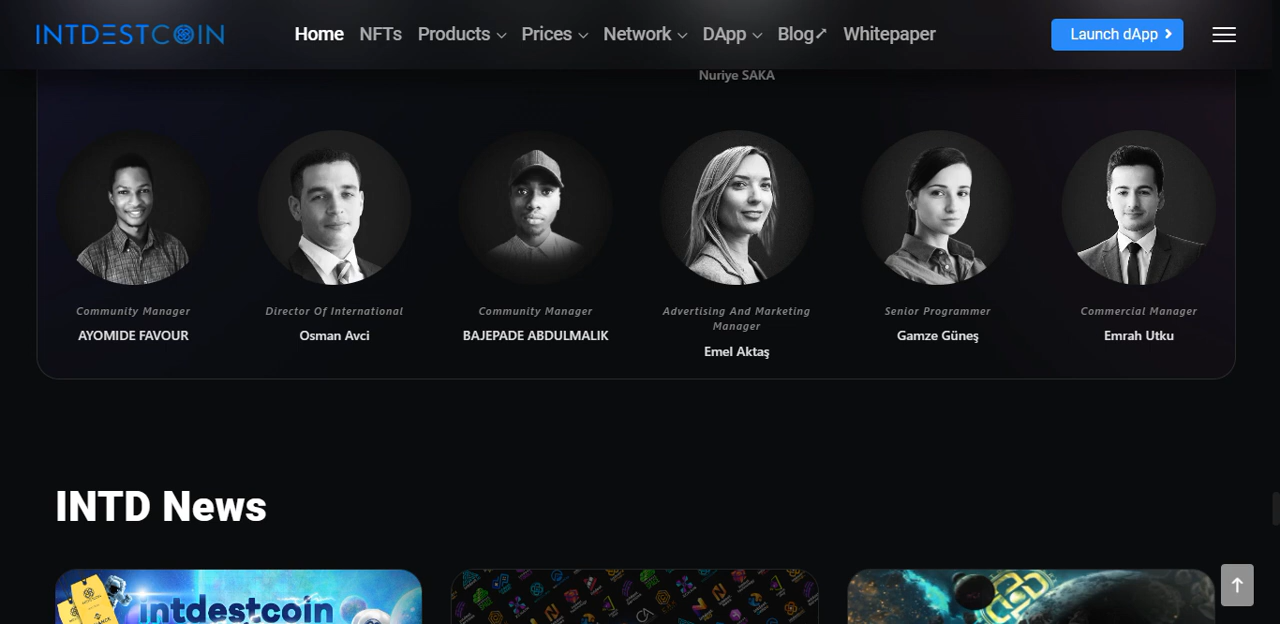 INTDESTCOIN
Home NFTs Products Prices Network DApp Blog Whitepaper
Launch dApp
Nuriye SAKA
Community Manager
AYOMIDE FAVOUR
Director Of International
Osman Avci
Community Manager
BAJEPADE ABDULMALIK
Advertising And Marketing
Manager
Emel Aktaş
Senior Programmer
Gamze Güneş
Commercial Manager
Emrah Utku
INTD News
intdestcoin